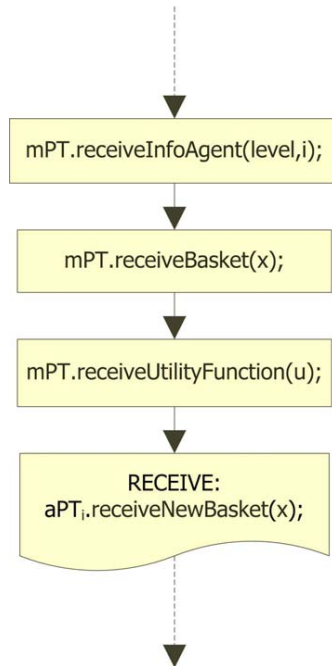 mPT.receiveInfoAgent(level,i);
mPT.receiveBasket(x);
mPT.receiveUtilityFunction(u);
RECEIVE:
aPTᵢ.receiveNewBasket(x);